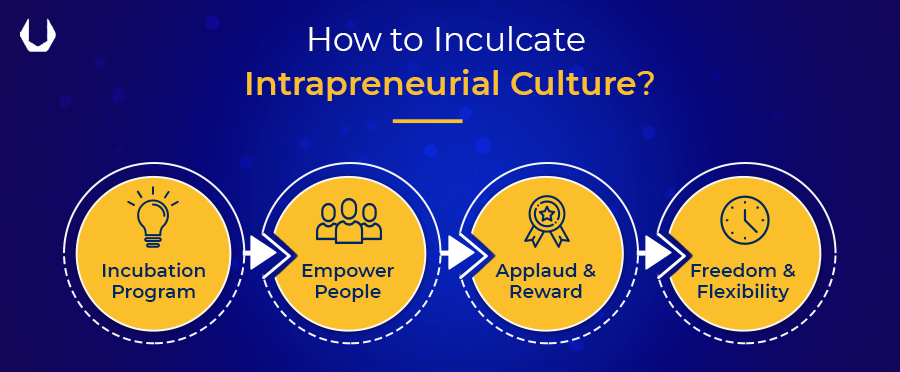 How to Inculcate
Intrapreneurial Culture?
Incubation
Program
Empower
People
Applaud &
Reward
Freedom &
Flexibility